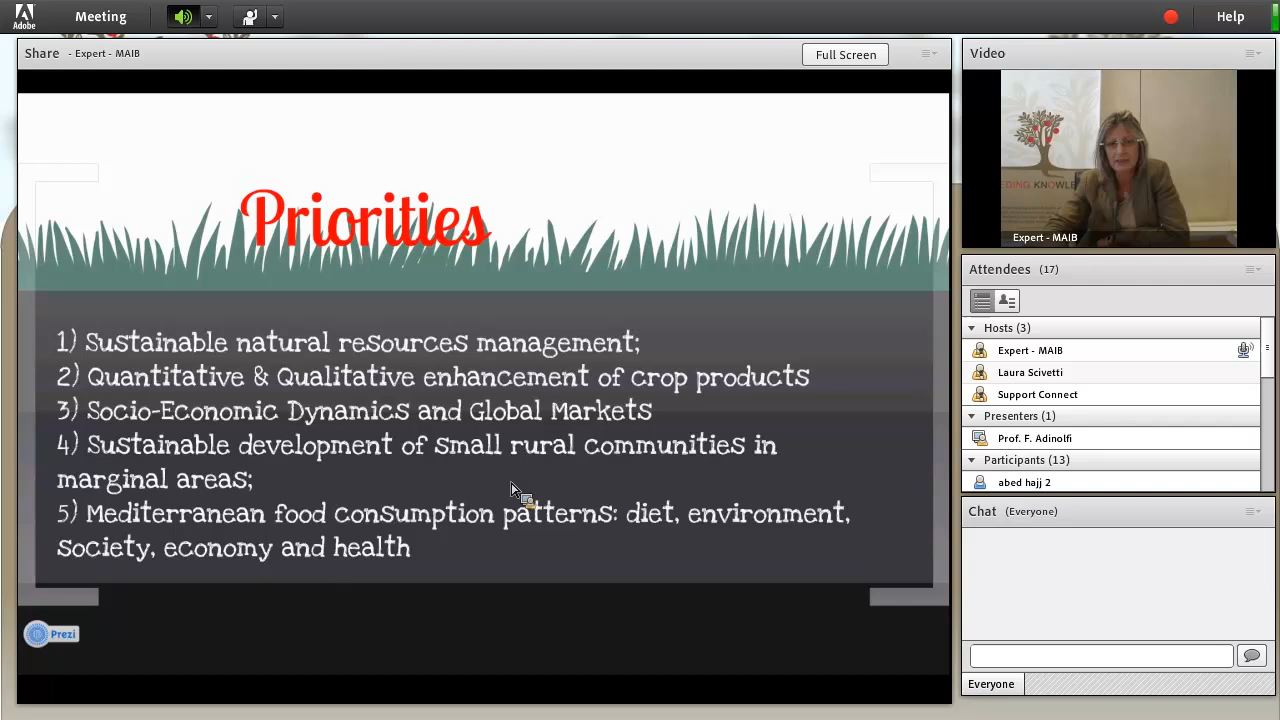 Adobe
Meeting
Help
Share - Expert - MAIB
Full Screen
Priorities
1) Sustainable natural resources management;
2) Quantitative & Qualitative enhancement of crop products
3) Socio-Economic Dynamics and Global Markets
4) Sustainable development of small rural communities in
marginal areas;
5) Mediterranean food consumption patterns: diet, environment,
society, economy and health
Prezi
Video
EDING KNOWLE
Expert - MAIB
Attendees (17)
Hosts (3)
Expert - MAIB
Laura Scivetti
Support Connect
Presenters (1)
Prof. F. Adinolfi
Participants (13)
abed hajj 2
Chat (Everyone)
Everyone